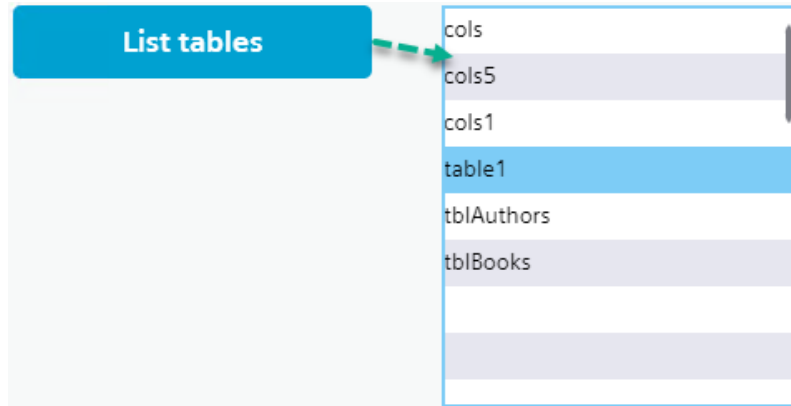 List tables
cols
cols5
cols1
table1
tblAuthors
tblBooks